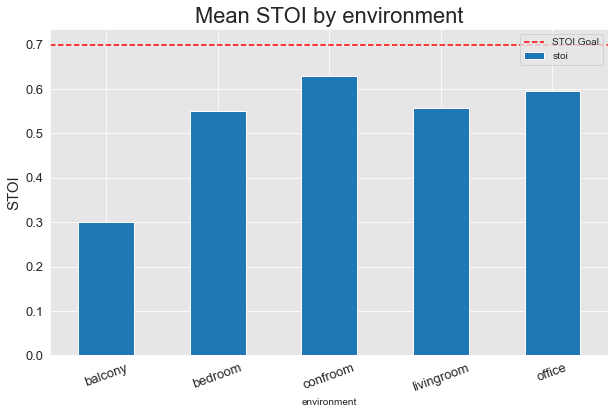 Mean STOI by environment
STOI Goal
stoi
STOI
0.7
0.6
0.5
0.4
0.3
0.2
0.1
0.0
balcony
bedroom
confroom
livingroom
office
environment